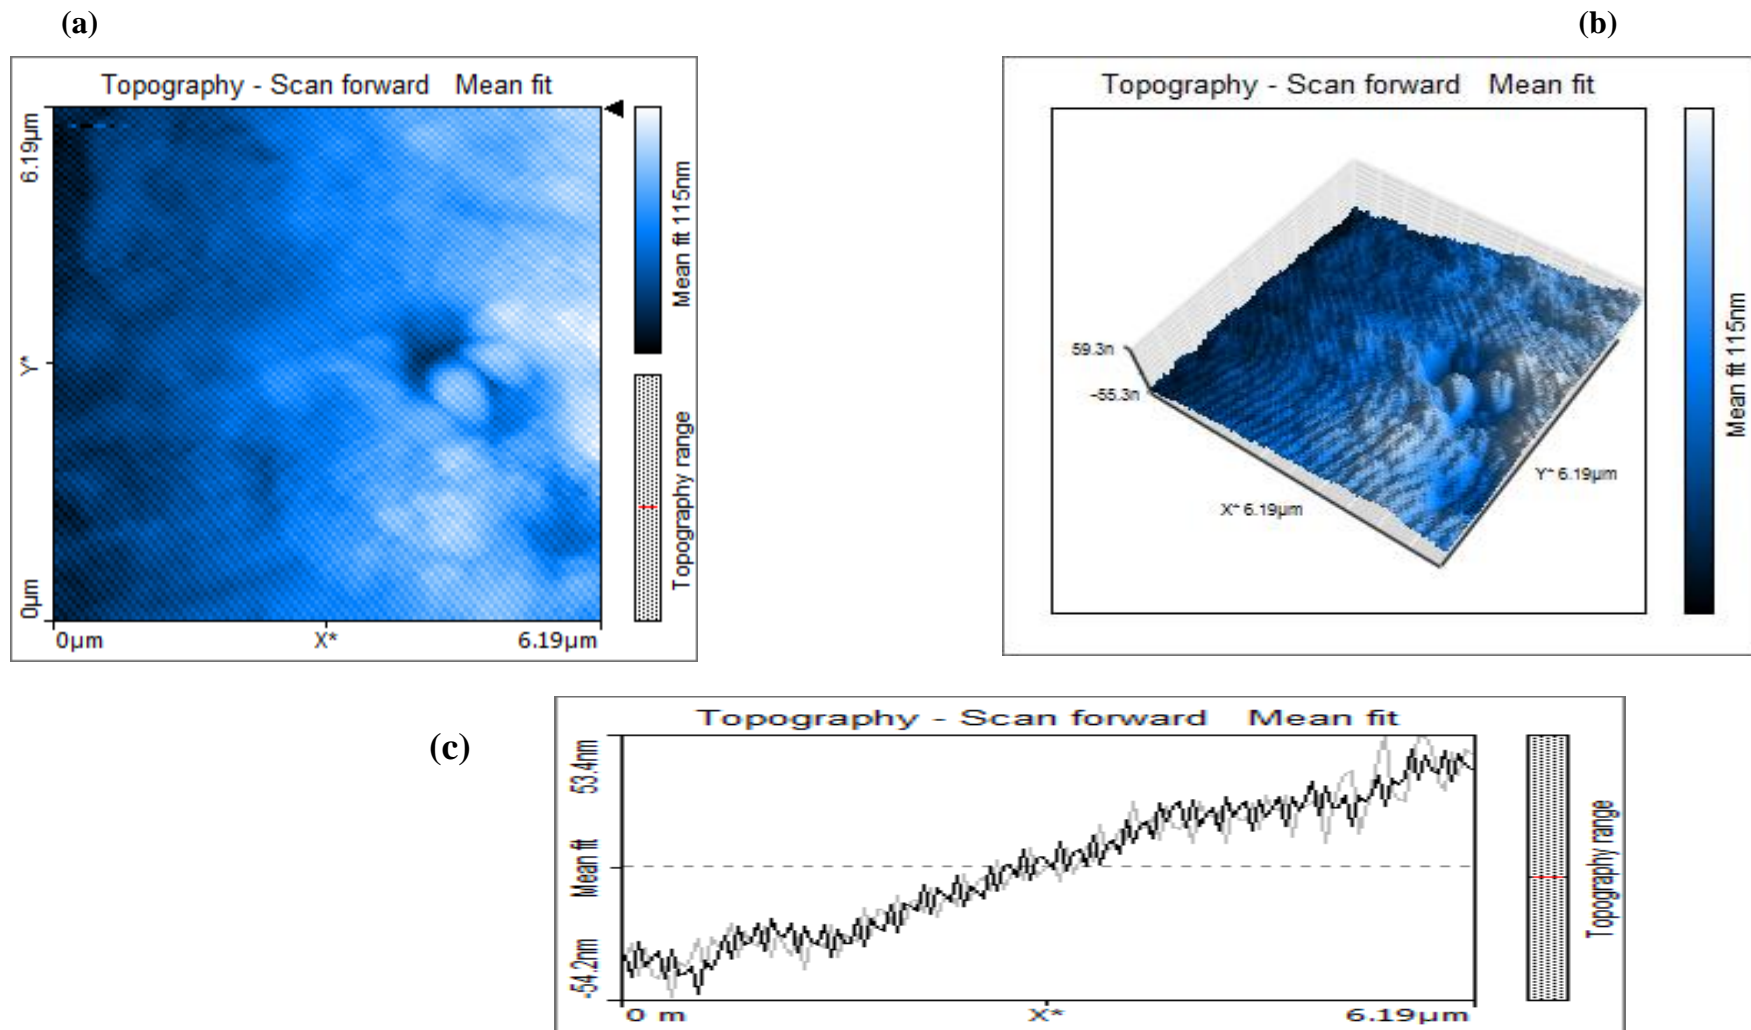 (a)
Topography - Scan forward Mean fit
6.19µm
Y*
0µm
0µm
X*
6.19µm
Mean fit 115nm
Topography range
(b)
Topography - Scan forward Mean fit
59.3n
-55.3n
X* 6.19µm
Y* 6.19µm
Mean fit 115nm
(c)
Topography - Scan forward Mean fit
53.4nm
Mean fit
-54.2nm
0 m
X*
6.19µm
Topography range